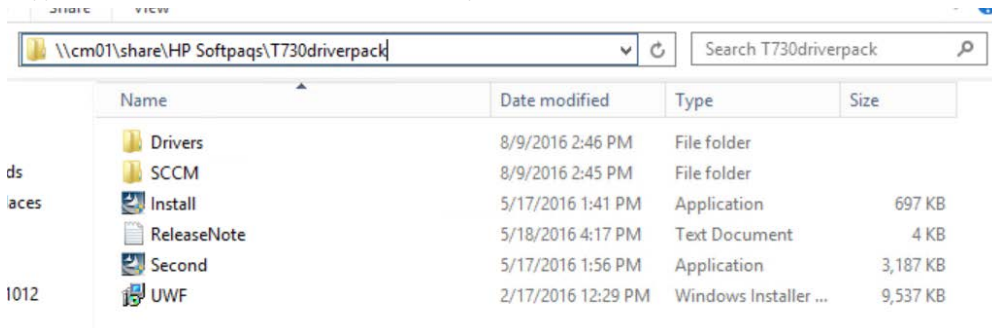 Share View
\\cm01\share\HP Softpaqs\T730driverpack Search T730driverpack
Name Date modified Type Size
Drivers 8/9/2016 2:46 PM File folder
ds SCCM 8/9/2016 2:45 PM File folder
laces Install 5/17/2016 1:41 PM Application 697 KB
ReleaseNote 5/18/2016 4:17 PM Text Document 4 KB
Second 5/17/2016 1:56 PM Application 3,187 KB
1012 UWF 2/17/2016 12:29 PM Windows Installer ... 9,537 KB